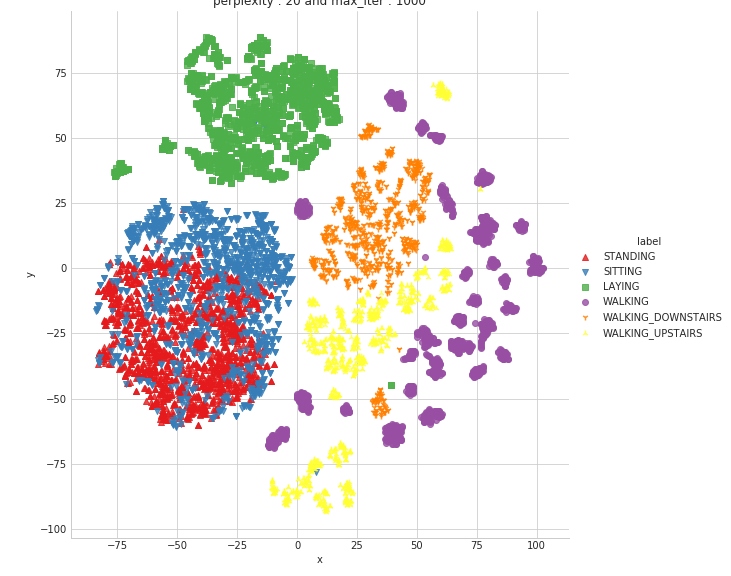 perplexity : 20 and max_iter : 1000
75
50
25
0
−25
−50
−75
−100
y
−75
−50
−25
0
25
50
75
100
x
label
STANDING
SITTING
LAYING
WALKING
WALKING_DOWNSTAIRS
WALKING_UPSTAIRS